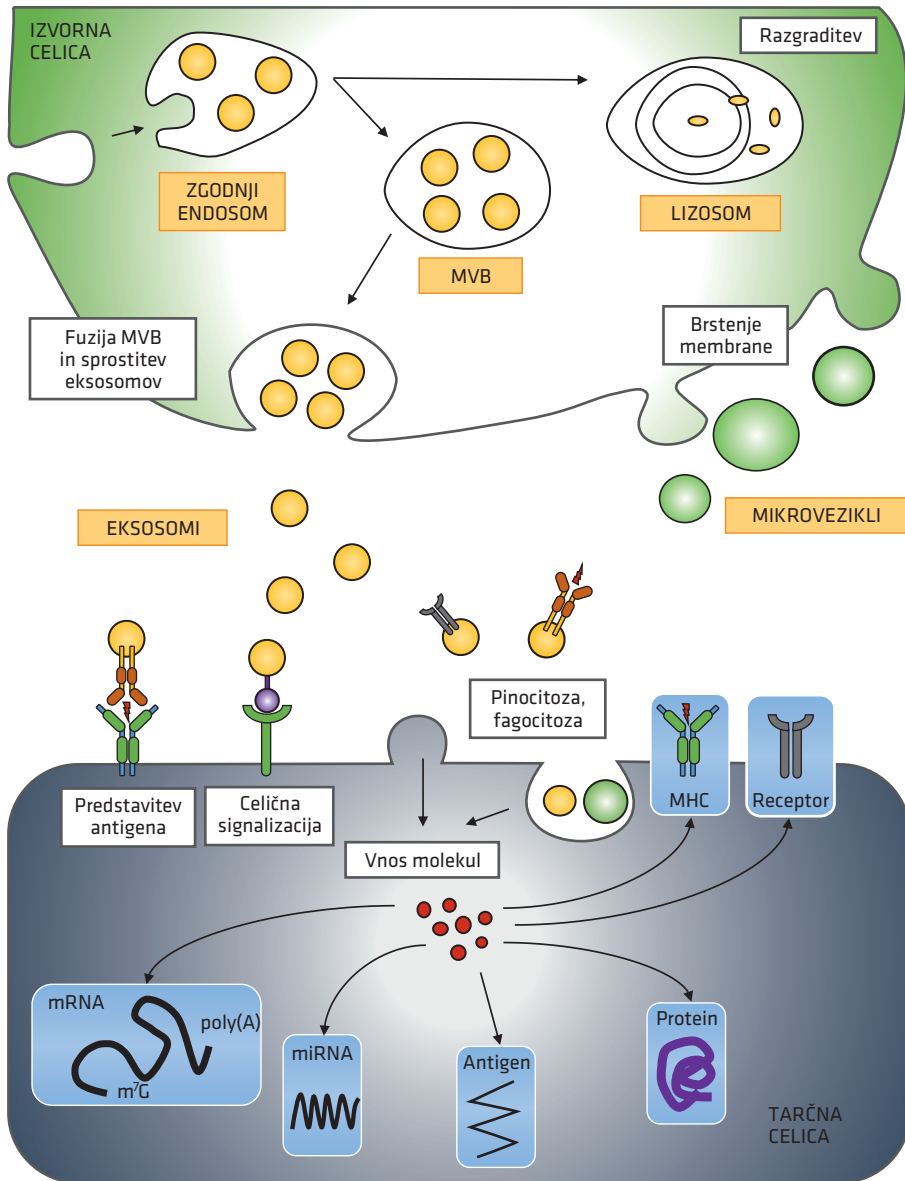 IZVORNA
CELICA
Razgraditev
ZGODNJI
ENDOSOM
LIZOSOM
MVB
Fuzija MVB
in sprostitev
eksosomov
Brstenje
membrane
EKSOSOMI
MIKROVEZIKLI
Pinocitoza,
fagocitoza
Predstavitev
antigena
Celična
signalizacija
MHC
Receptor
Vnos molekul
mRNA
poly(A)
m⁷G
miRNA
Antigen
Protein
TARČNA
CELICA